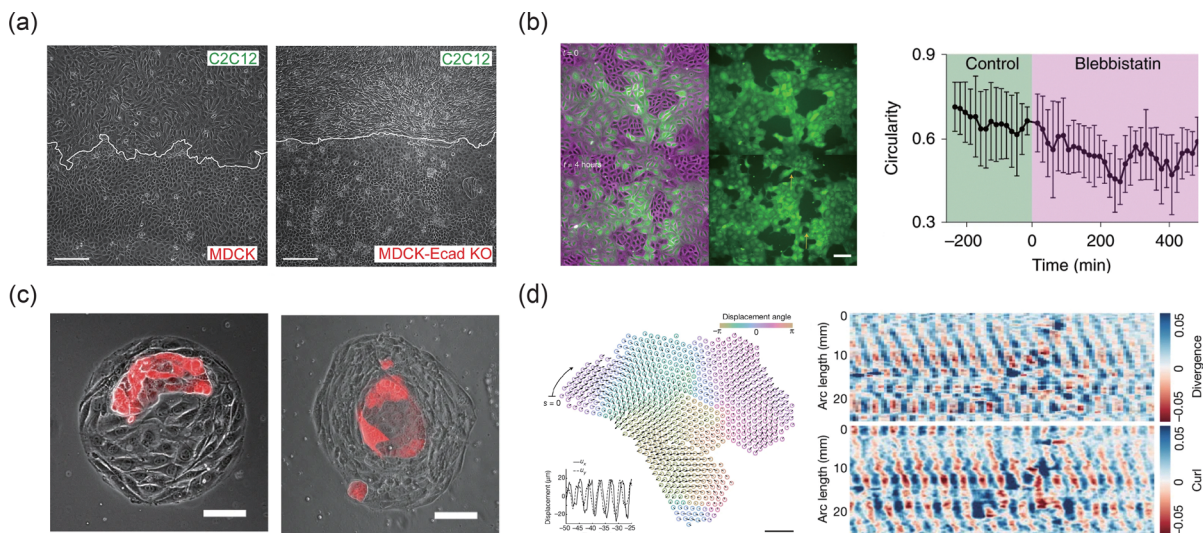 (a)
C2C12
C2C12
MDCK
MDCK-Ecad KO
(b)
t = 0
t = 4 hours
0.9
0.6
0.3
Circularity
Control
Blebbistatin
−200
0
200
400
Time (min)
(c)
(d)
Displacement angle
−π
0
π
s = 0
Displacement (μm)
20
0
−20
−50
−45
−40
−35
−30
−25
0
10
20
Arc length (mm)
0.05
0
−0.05
Divergence
0
10
20
Arc length (mm)
0.05
0
−0.05
Curl